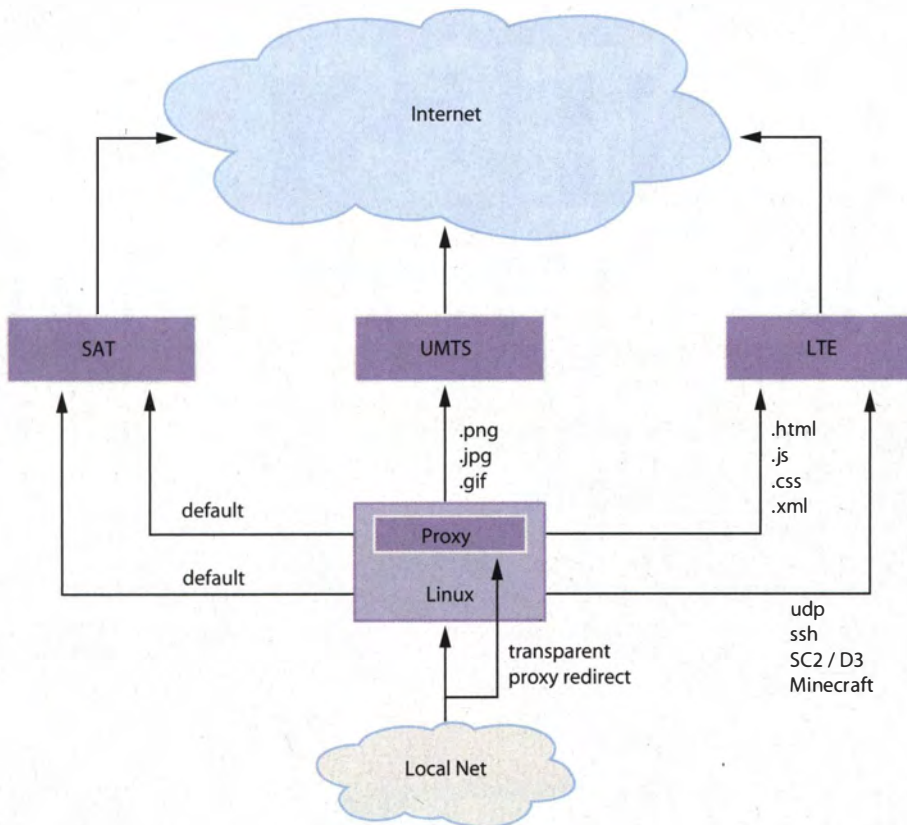 Internet
SAT
UMTS
LTE
.png
.jpg
.gif
.html
.js
.css
.xml
default
Proxy
default
Linux
udp
ssh
SC2 / D3
Minecraft
transparent
proxy redirect
Local Net